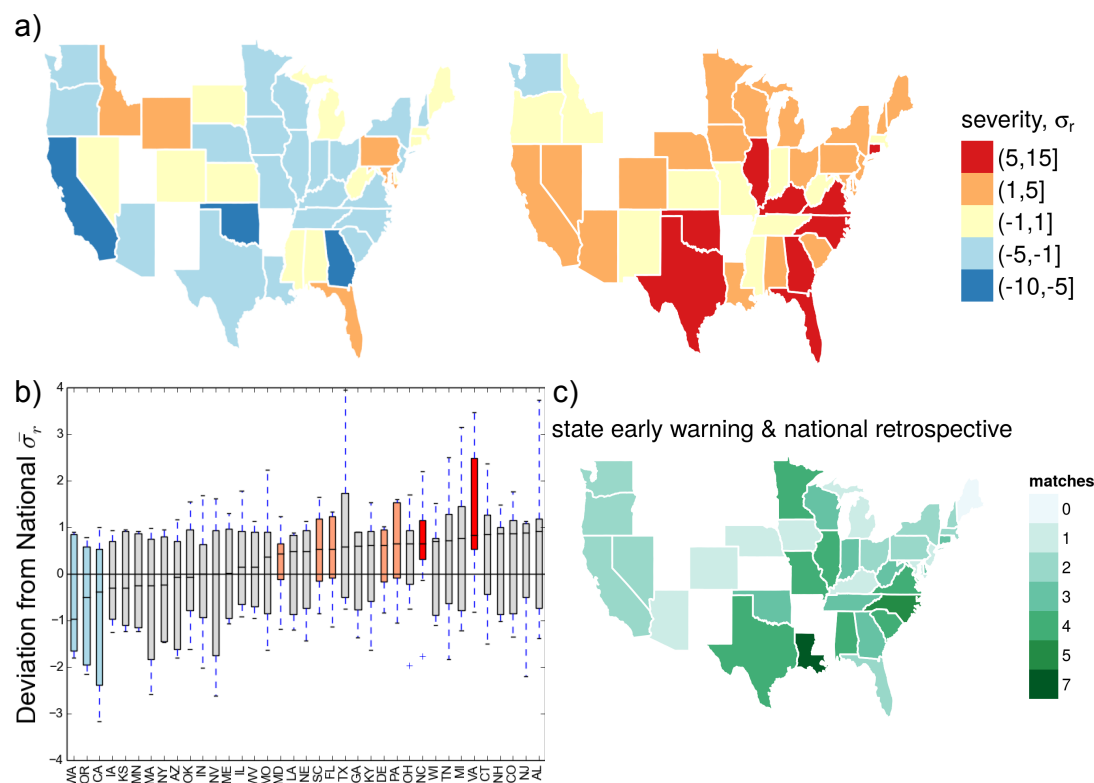 a)
severity, σr
(5,15]
(1,5]
(-1,1]
(-5,-1]
(-10,-5]
b)
Deviation from National σ̄r
4
3
2
1
0
−1
−2
−3
−4
WA OR CA IA KS MN MA NY AZ OK IN NV ME IL WV MO MD LA NE SC FL TX GA KY DE PA OH NC WI TN MI VA CT NH CO NJ AL
c)
state early warning & national retrospective
matches
0
1
2
3
4
5
7